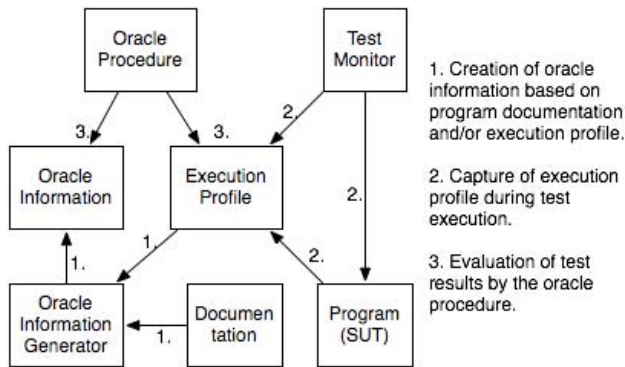 Oracle
Procedure
Test
Monitor
1. Creation of oracle
information based on
program documentation
and/or execution profile.
2.
3.
3.
Oracle
Information
Execution
Profile
2.
2. Capture of execution
profile during test
execution.
1.
1.
2.
3. Evaluation of test
results by the oracle
procedure.
Oracle
Information
Generator
1.
Documen
tation
Program
(SUT)